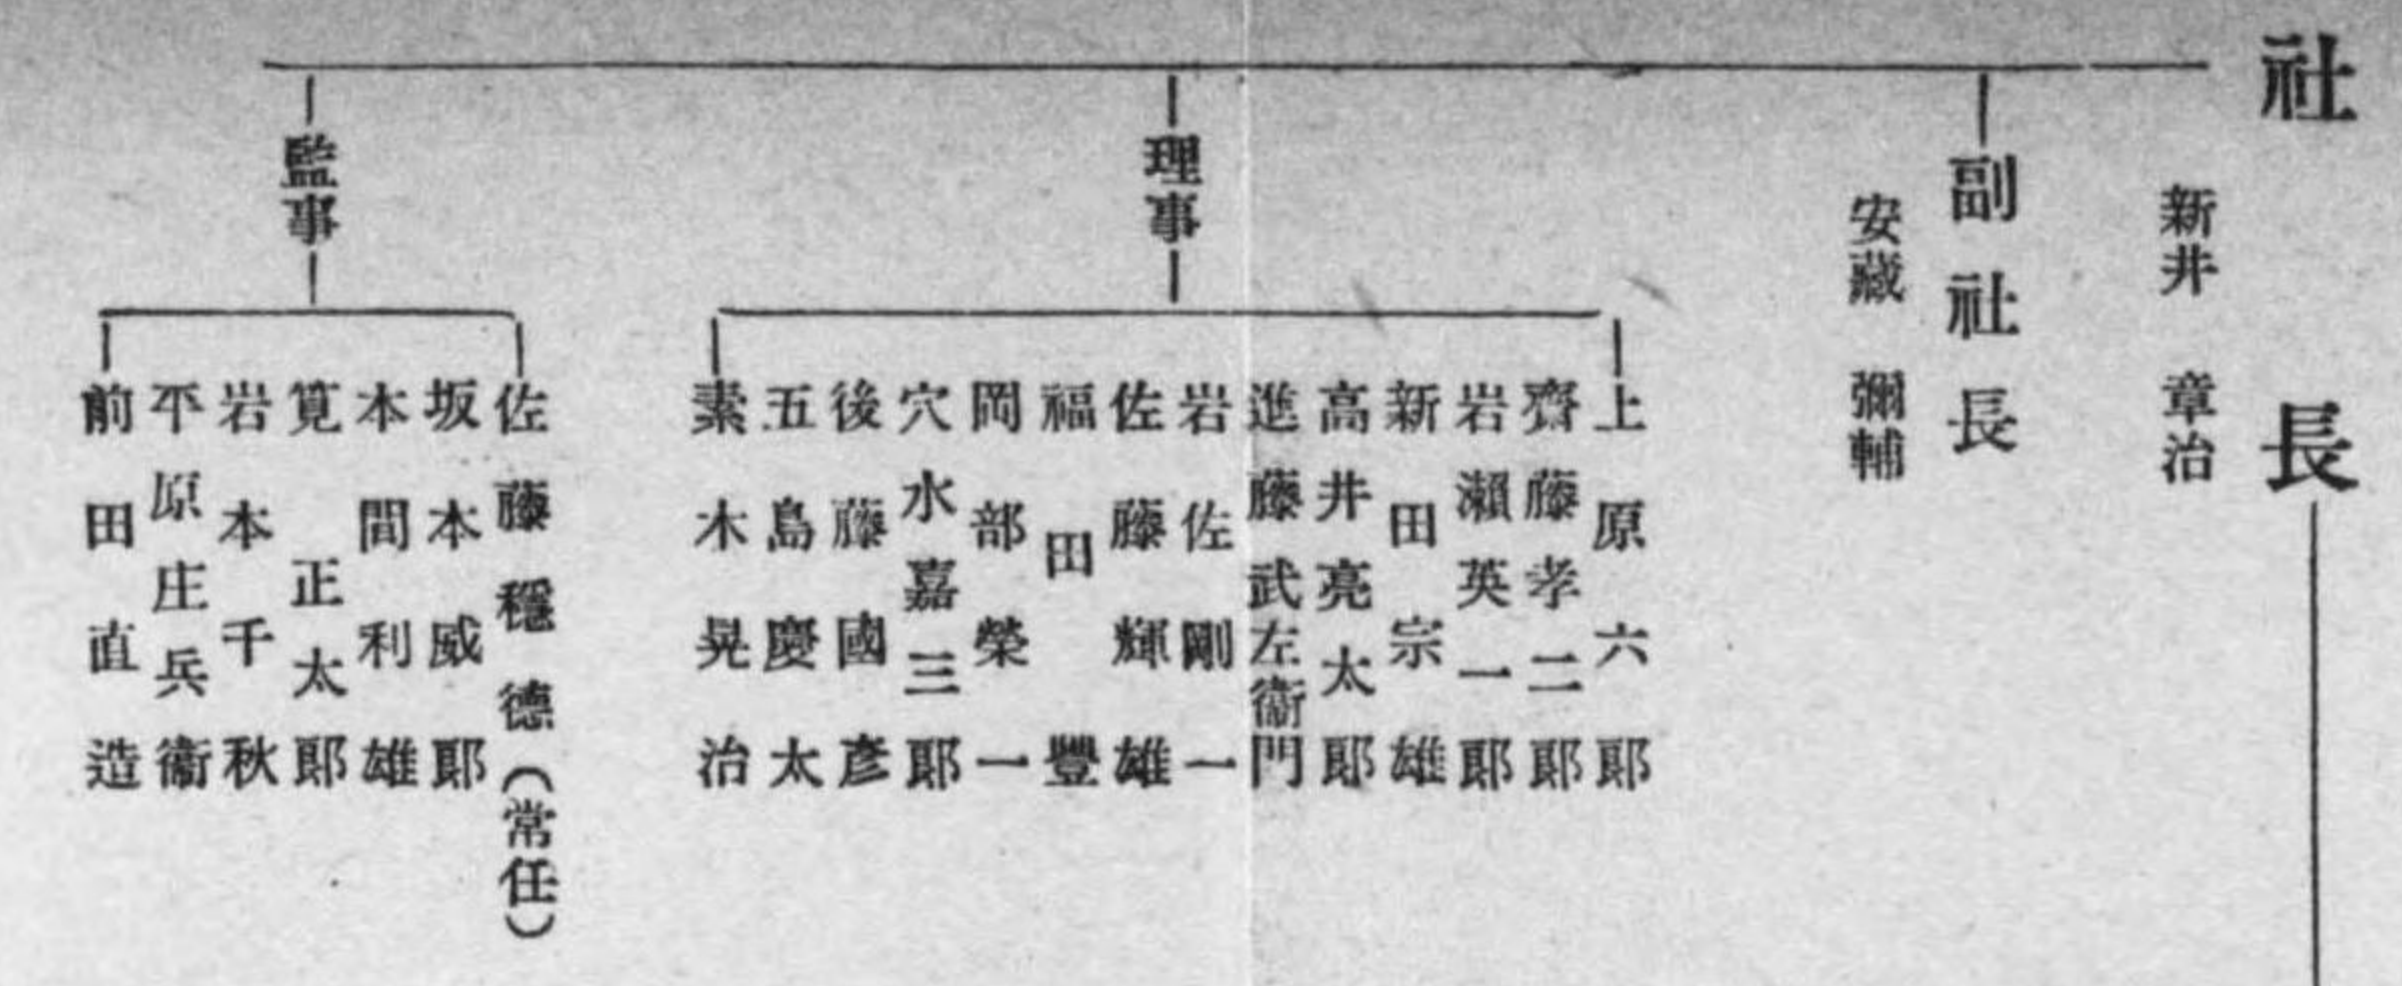 社長
新井 章治
副社長
安藏 彌輔
理事
上原六郎
齋藤孝二郎
岩瀬英一郎
新田宗雄
高井亮太郎
進藤武左衞門
岩佐剛一
佐藤輝雄
福田豐
岡部榮一
穴水嘉三郎
後藤國彦
五島慶太
素木晃治
監事
佐藤穩德(常任)
坂本威郎
本間利雄
筧正太郎
岩本千秋
平原庄兵衞
前田直造